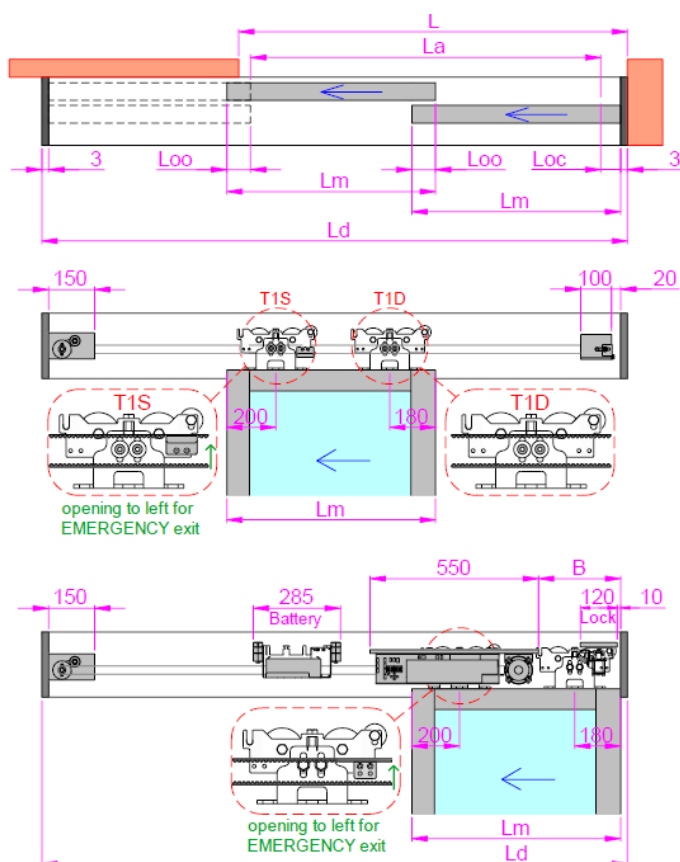 L
La
3
Loo
Loo
Loc
3
Lm
Lm
Ld
150
100
20
T1S
T1D
T1S
200
180
T1D
opening to left for
EMERGENCY exit
Lm
550
B
150
285
Battery
120
10
Lock
200
180
opening to left for
EMERGENCY exit
Lm
Ld